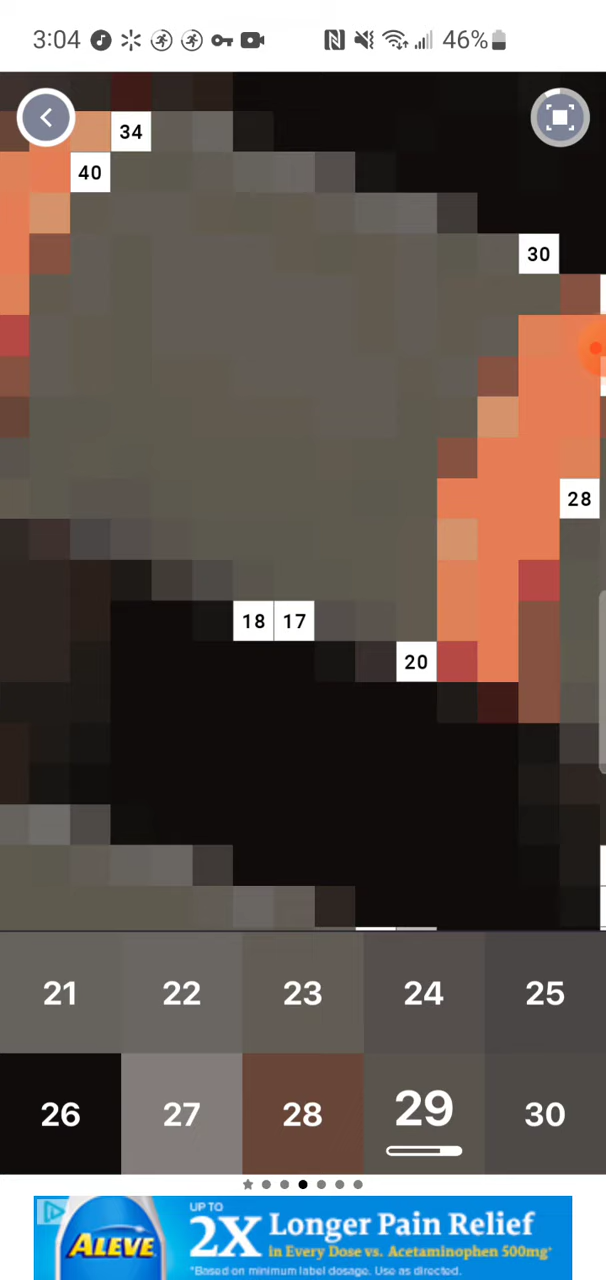 3:04 46%
34
40
30
28
18 17
20
21 22 23 24 25
26 27 28 29 30
ALEVE
UP TO
2X Longer Pain Relief
in Every Dose vs. Acetaminophen 500mg*
*Based on minimum label dosage. Use as directed.